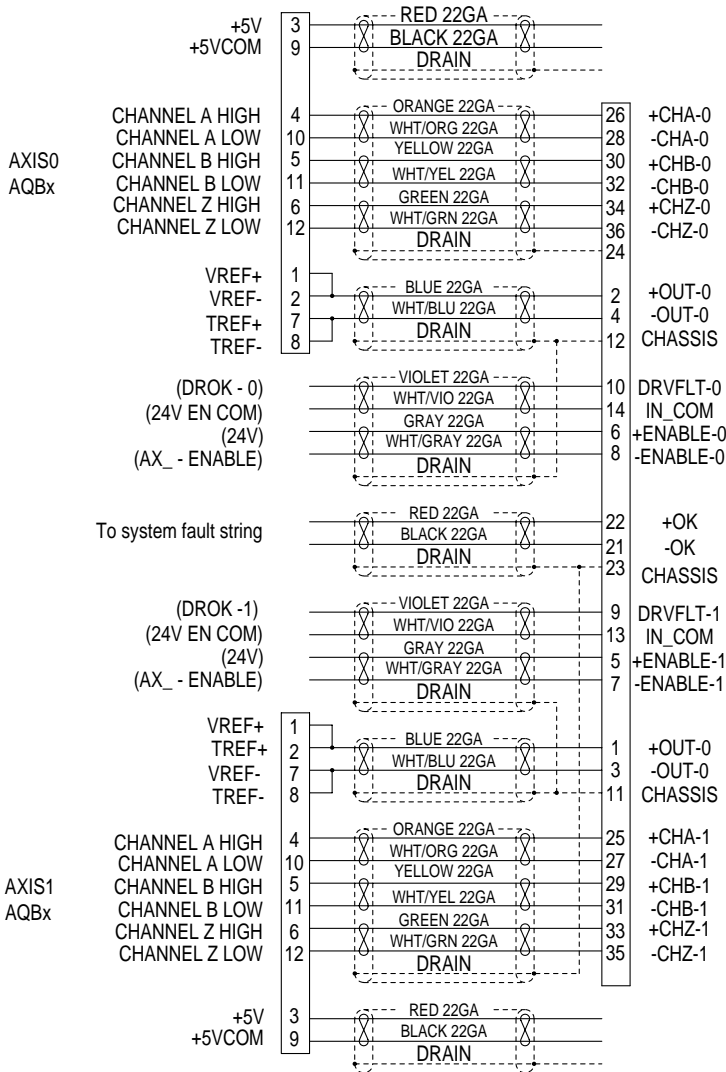 +5V 3 RED 22GA
+5VCOM 9 BLACK 22GA
DRAIN
CHANNEL A HIGH 4 ORANGE 22GA 26 +CHA-0
CHANNEL A LOW 10 WHT/ORG 22GA 28 -CHA-0
YELLOW 22GA
AXIS0 CHANNEL B HIGH 5 30 +CHB-0
AQBx CHANNEL B LOW 11 WHT/YEL 22GA 32 -CHB-0
CHANNEL Z HIGH 6 GREEN 22GA 34 +CHZ-0
CHANNEL Z LOW 12 WHT/GRN 22GA 36 -CHZ-0
DRAIN 24
VREF+ 1
VREF- 2 BLUE 22GA 2 +OUT-0
TREF+ 7 WHT/BLU 22GA 4 -OUT-0
TREF- 8 DRAIN 12 CHASSIS
(DROK - 0) VIOLET 22GA 10 DRVFLT-0
(24V EN COM) WHT/VIO 22GA 14 IN_COM
(24V) GRAY 22GA 6 +ENABLE-0
(AX_ - ENABLE) WHT/GRAY 22GA 8 -ENABLE-0
DRAIN
RED 22GA 22 +OK
To system fault string BLACK 22GA 21 -OK
DRAIN 23 CHASSIS
(DROK -1) VIOLET 22GA 9 DRVFLT-1
(24V EN COM) WHT/VIO 22GA 13 IN_COM
(24V) GRAY 22GA 5 +ENABLE-1
(AX_ - ENABLE) WHT/GRAY 22GA 7 -ENABLE-1
DRAIN
VREF+ 1
TREF+ 2 BLUE 22GA 1 +OUT-0
VREF- 7 WHT/BLU 22GA 3 -OUT-0
TREF- 8 DRAIN 11 CHASSIS
CHANNEL A HIGH 4 ORANGE 22GA 25 +CHA-1
CHANNEL A LOW 10 WHT/ORG 22GA 27 -CHA-1
YELLOW 22GA
AXIS1 CHANNEL B HIGH 5 29 +CHB-1
AQBx CHANNEL B LOW 11 WHT/YEL 22GA 31 -CHB-1
CHANNEL Z HIGH 6 GREEN 22GA 33 +CHZ-1
CHANNEL Z LOW 12 WHT/GRN 22GA 35 -CHZ-1
DRAIN
+5V 3 RED 22GA
+5VCOM 9 BLACK 22GA
DRAIN